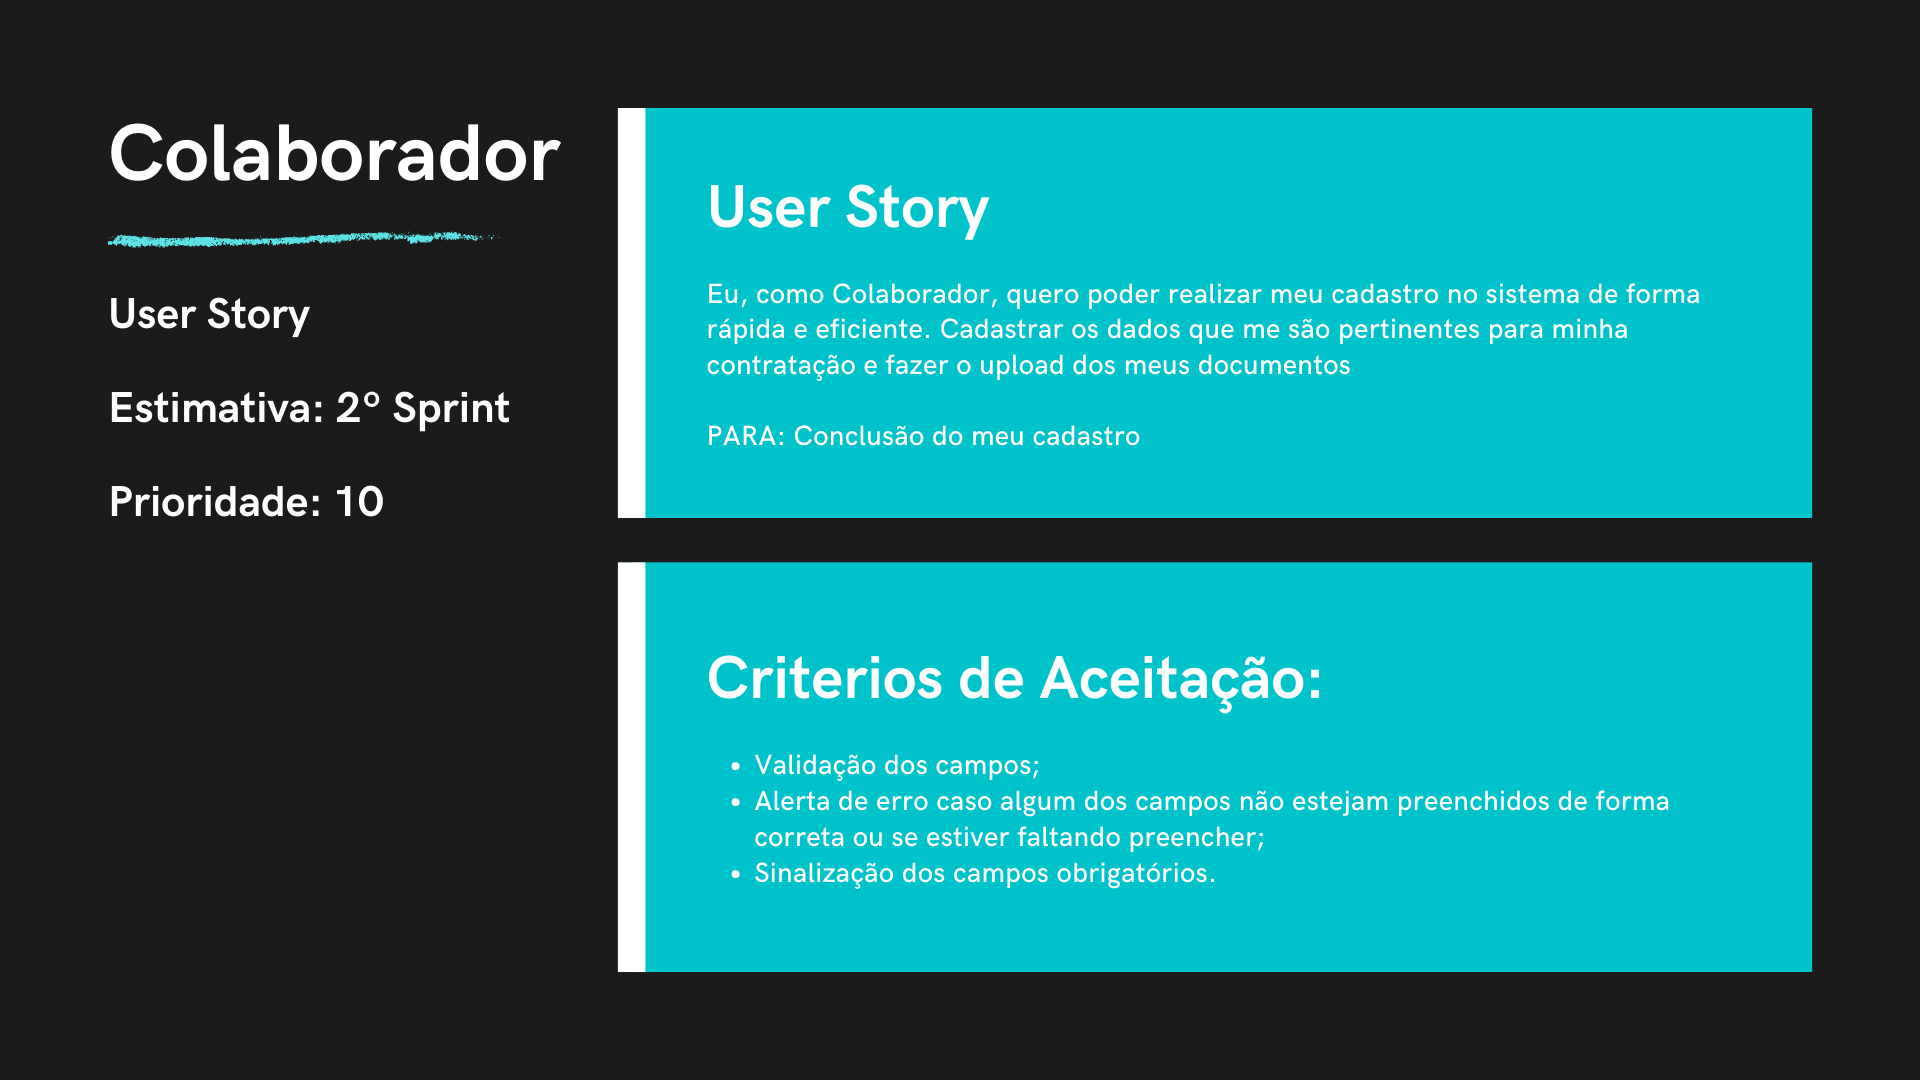 Colaborador
User Story
Estimativa: 2º Sprint
Prioridade: 10
User Story
Eu, como Colaborador, quero poder realizar meu cadastro no sistema de forma
rápida e eficiente. Cadastrar os dados que me são pertinentes para minha
contratação e fazer o upload dos meus documentos
PARA: Conclusão do meu cadastro
Criterios de Aceitação:
• Validação dos campos;
• Alerta de erro caso algum dos campos não estejam preenchidos de forma
correta ou se estiver faltando preencher;
• Sinalização dos campos obrigatórios.